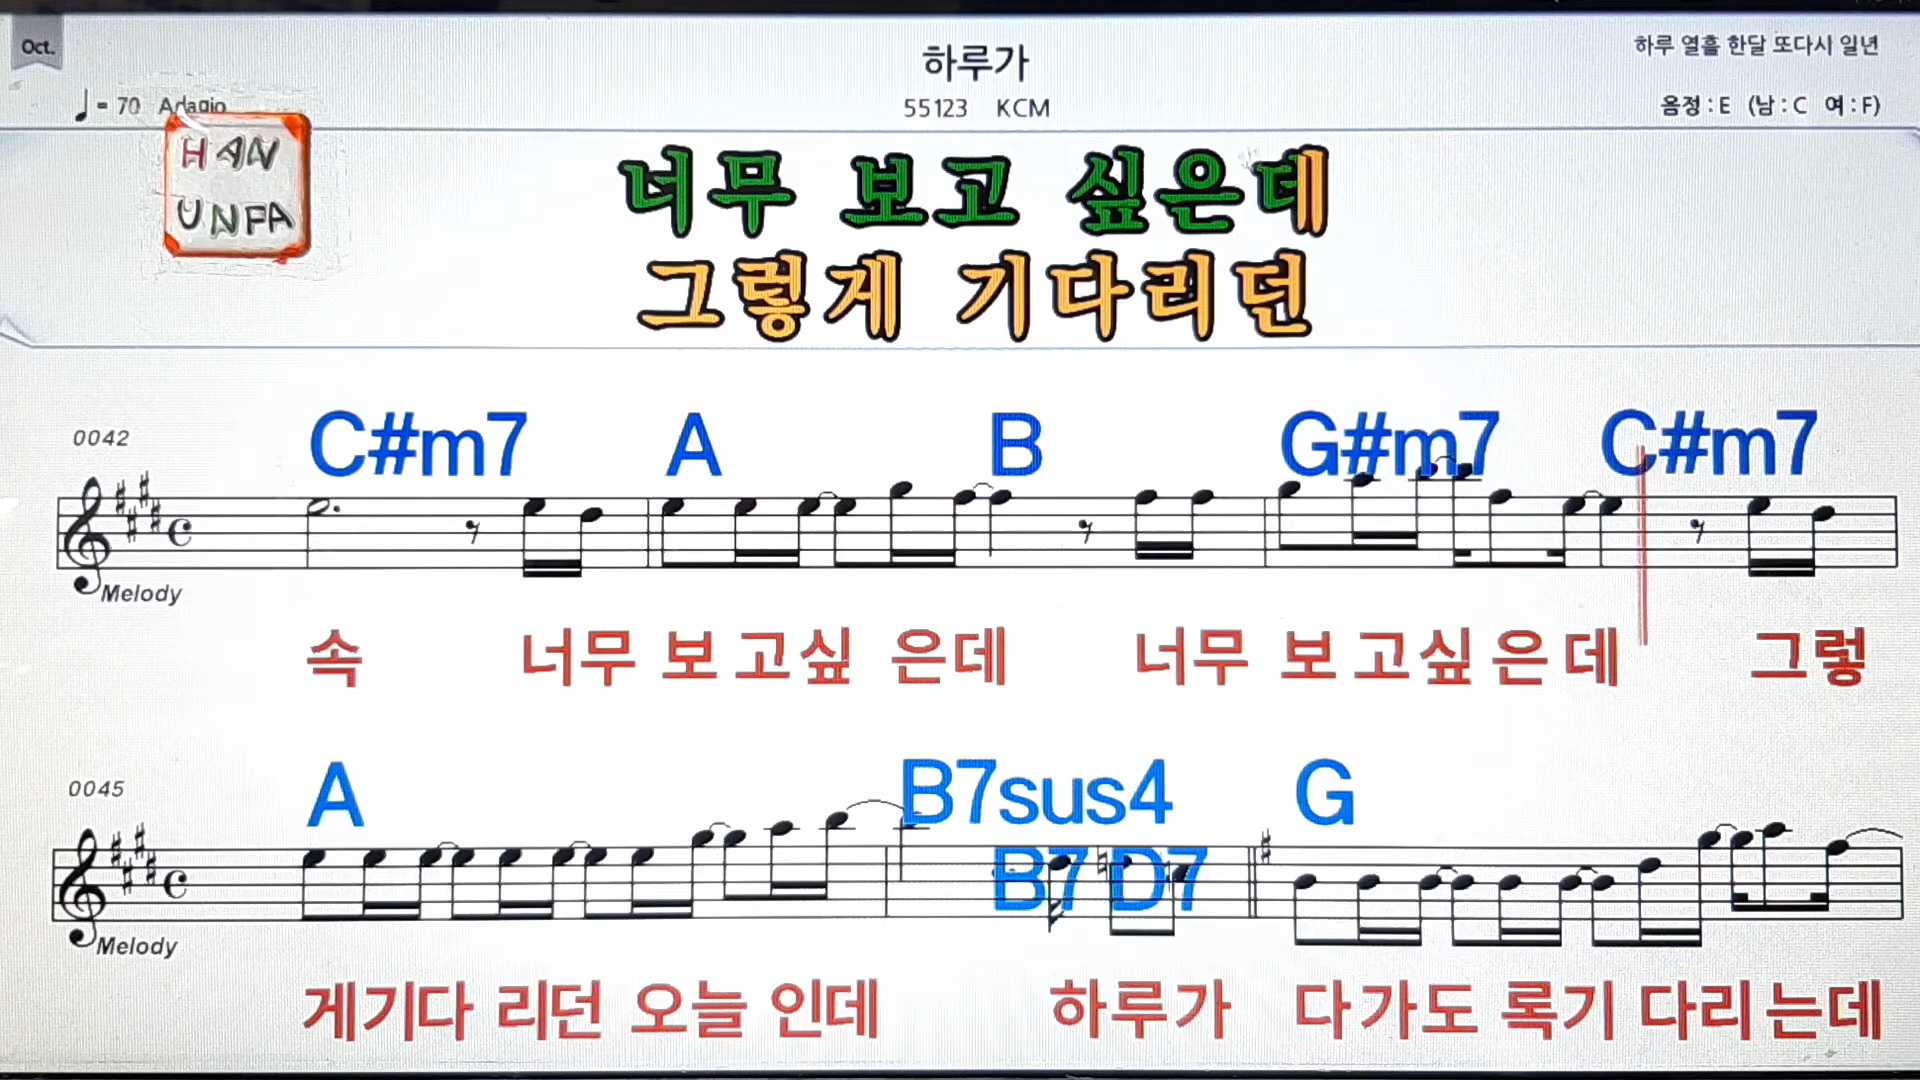 Oct.
하루가
하루 열흘 한달 또다시 일년
= 70 Adagio
55123 KCM
음정 : E (남 : C 여 : F)
HAN
UNFA
너무 보고 싶은데
그렇게 기다리던
0042
C#m7 A B G#m7 C#m7
Melody
속 너무 보고싶 은데 너무 보고싶은데 그렇
0045
A B7sus4 G
B7 D7
Melody
게기다 리던 오늘 인데 하루가 다가도 록기 다리는데